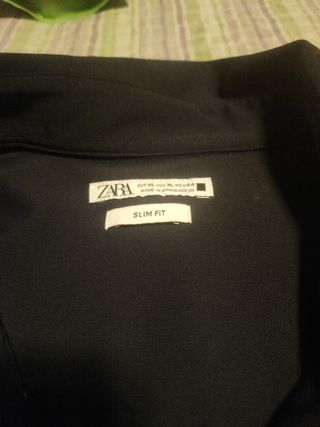 ZARA
EUR XL USA XL MEX 44
MADE IN BANGLADESH
SLIM FIT